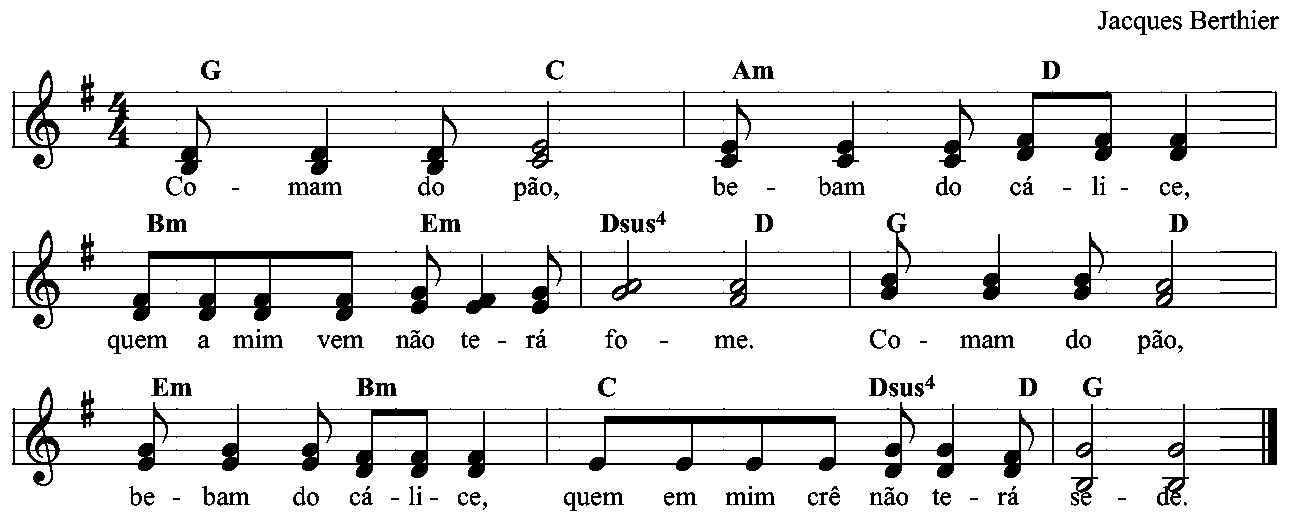 Jacques Berthier
G C Am D
4
4
Co - mam do pão, be - bam do cá - li - ce,
Bm Em Dsus4 D G D
quem a mim vem não te - rá fo - me. Co - mam do pão,
Em Bm C Dsus4 D G
be - bam do cá - li - ce, quem em mim crê não te - rá se - de.